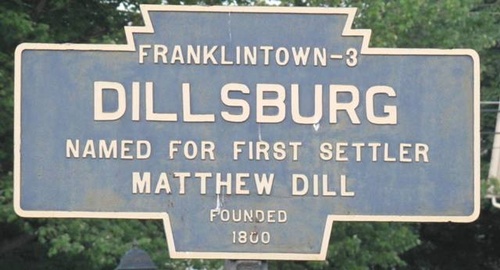 FRANKLINTOWN-3
DILLSBURG
NAMED FOR FIRST SETTLER
MATTHEW DILL
FOUNDED
1800